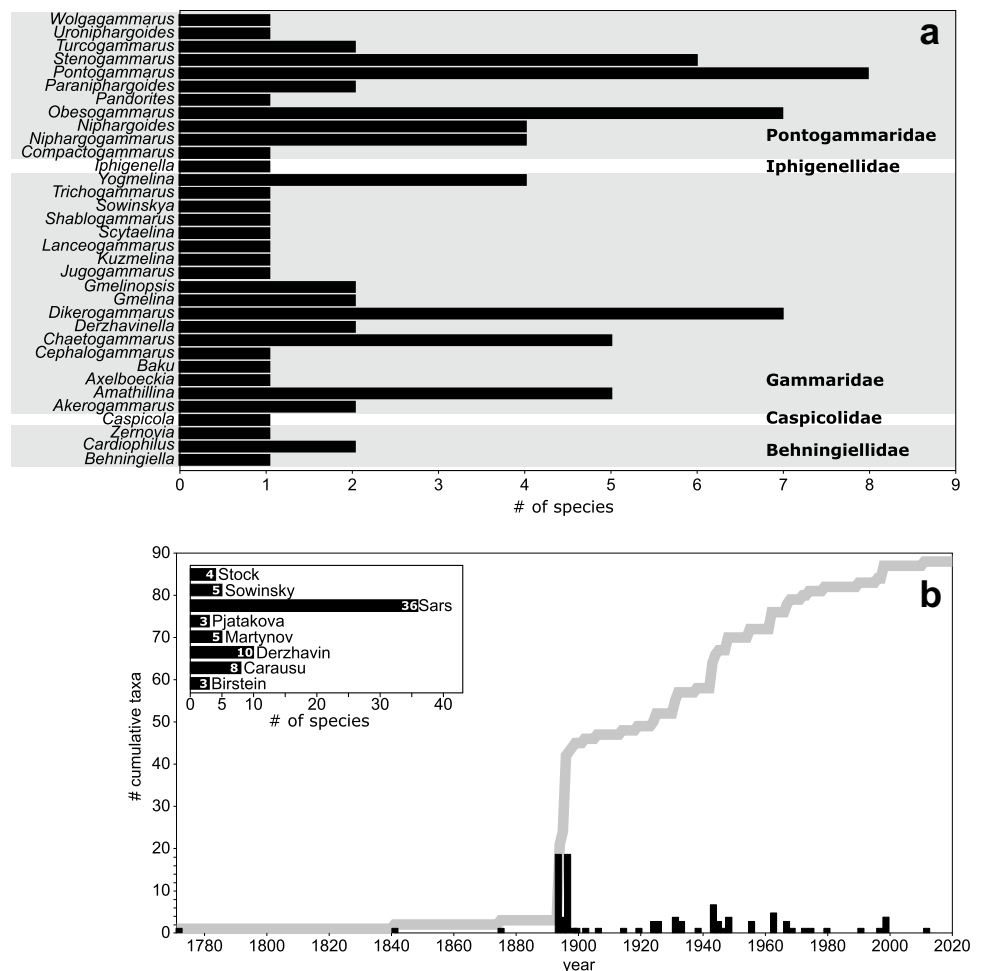 a
Wolgagammarus
Uroniphargoides
Turcogammarus
Stenogammarus
Pontogammarus
Paraniphargoides
Pandorites
Obesogammarus
Niphargoides
Niphargogammarus
Compactogammarus
Iphigenella
Yogmelina
Trichogammarus
Sowinskya
Shablogammarus
Scytaelina
Lanceogammarus
Kuzmelina
Jugogammarus
Gmelinopsis
Gmelina
Dikerogammarus
Derzhavinella
Chaetogammarus
Cephalogammarus
Baku
Axelboeckia
Amathillina
Akerogammarus
Caspicola
Zernovia
Cardiophilus
Behningiella
Pontogammaridae
Iphigenellidae
Gammaridae
Caspicolidae
Behningiellidae
0 1 2 3 4 5 6 7 8 9
# of species
b
90
80
70
60
50
40
30
20
10
0
# cumulative taxa
4 Stock
5 Sowinsky
36 Sars
3 Pjatakova
5 Martynov
10 Derzhavin
8 Carausu
3 Birstein
0 5 10 20 30 40
# of species
1780 1800 1820 1840 1860 1880 1900 1920 1940 1960 1980 2000 2020
year